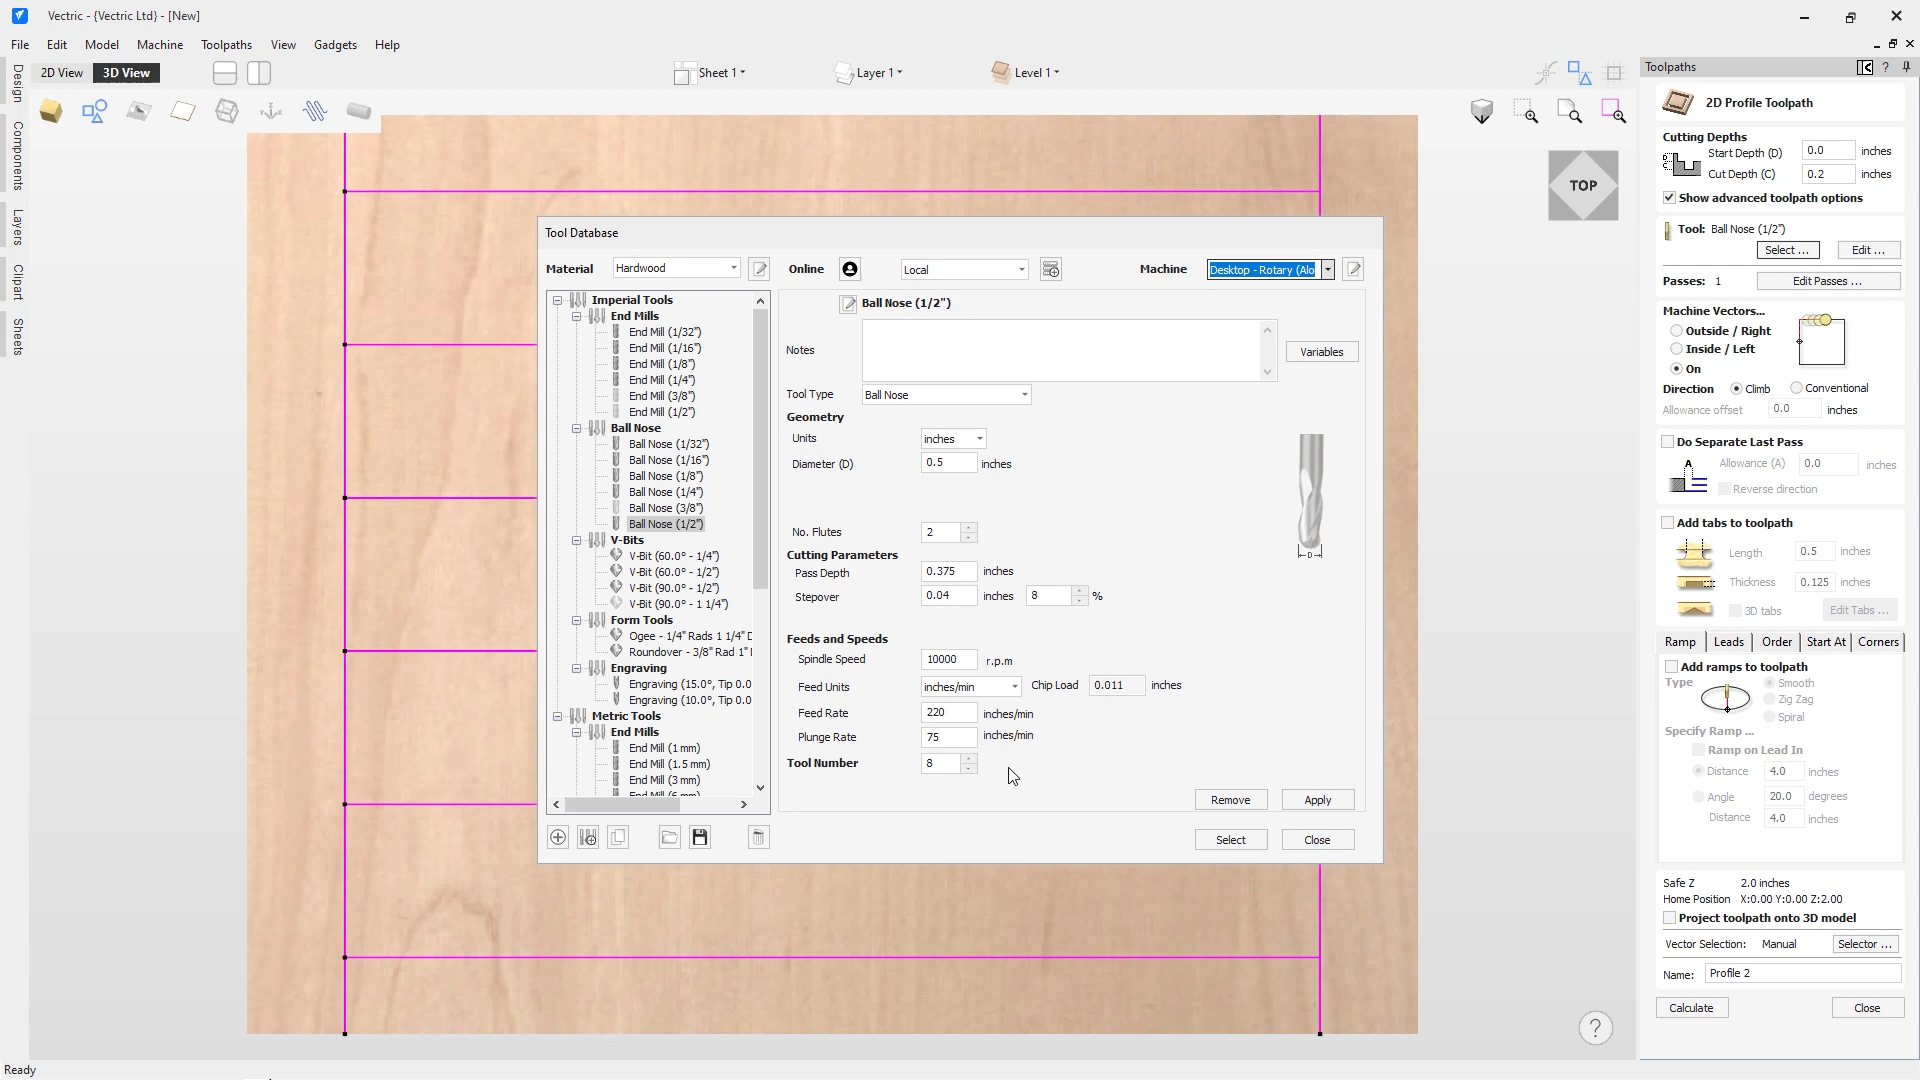 Vectric - {Vectric Ltd} - [New]
File Edit Model Machine Toolpaths View Gadgets Help
2D View 3D View Sheet 1 Layer 1 Level 1
Design
Components
Layers
Clipart
Sheets
TOP
Tool Database
Material Hardwood Online Local Machine Desktop - Rotary (Alo
Imperial Tools
End Mills
End Mill (1/32")
End Mill (1/16")
End Mill (1/8")
End Mill (1/4")
End Mill (3/8")
End Mill (1/2")
Ball Nose
Ball Nose (1/32")
Ball Nose (1/16")
Ball Nose (1/8")
Ball Nose (1/4")
Ball Nose (3/8")
Ball Nose (1/2")
V-Bits
V-Bit (60.0° - 1/4")
V-Bit (60.0° - 1/2")
V-Bit (90.0° - 1/2")
V-Bit (90.0° - 1 1/4")
Form Tools
Ogee - 1/4" Rads 1 1/4" D
Roundover - 3/8" Rad 1"
Engraving
Engraving (15.0°, Tip 0.0
Engraving (10.0°, Tip 0.0
Metric Tools
End Mills
End Mill (1 mm)
End Mill (1.5 mm)
End Mill (3 mm)
End Mill (6 mm)
Ball Nose (1/2")
Notes
Variables
Tool Type Ball Nose
Geometry
Units inches
Diameter (D) 0.5 inches
No. Flutes 2
Cutting Parameters
Pass Depth 0.375 inches
Stepover 0.04 inches 8 %
Feeds and Speeds
Spindle Speed 10000 r.p.m
Feed Units inches/min Chip Load 0.011 inches
Feed Rate 220 inches/min
Plunge Rate 75 inches/min
Tool Number 8
D
Remove Apply
Select Close
Toolpaths ?
2D Profile Toolpath
Cutting Depths
Start Depth (D) 0.0 inches
Cut Depth (C) 0.2 inches
Show advanced toolpath options
Tool: Ball Nose (1/2")
Select ... Edit ...
Passes: 1 Edit Passes ...
Machine Vectors...
Outside / Right
Inside / Left
On
Direction Climb Conventional
Allowance offset 0.0 inches
Do Separate Last Pass
A Allowance (A) 0.0 inches
Reverse direction
Add tabs to toolpath
Length 0.5 inches
Thickness 0.125 inches
3D tabs Edit Tabs ...
Ramp Leads Order Start At Corners
Add ramps to toolpath
Type Smooth
Zig Zag
Spiral
Specify Ramp ...
Ramp on Lead In
Distance 4.0 inches
Angle 20.0 degrees
Distance 4.0 inches
Safe Z 2.0 inches
Home Position X:0.00 Y:0.00 Z:2.00
Project toolpath onto 3D model
Vector Selection: Manual Selector ...
Name: Profile 2
Calculate Close
?
Ready